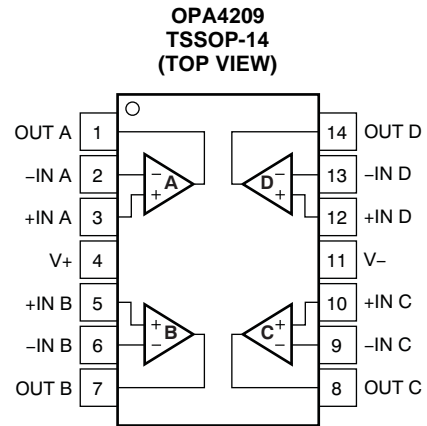 OPA4209
TSSOP-14
(TOP VIEW)
OUT A 1 14 OUT D
−IN A 2 − A D − 13 −IN D
+IN A 3 + + 12 +IN D
V+ 4 11 V−
+IN B 5 + B C + 10 +IN C
−IN B 6 − − 9 −IN C
OUT B 7 8 OUT C